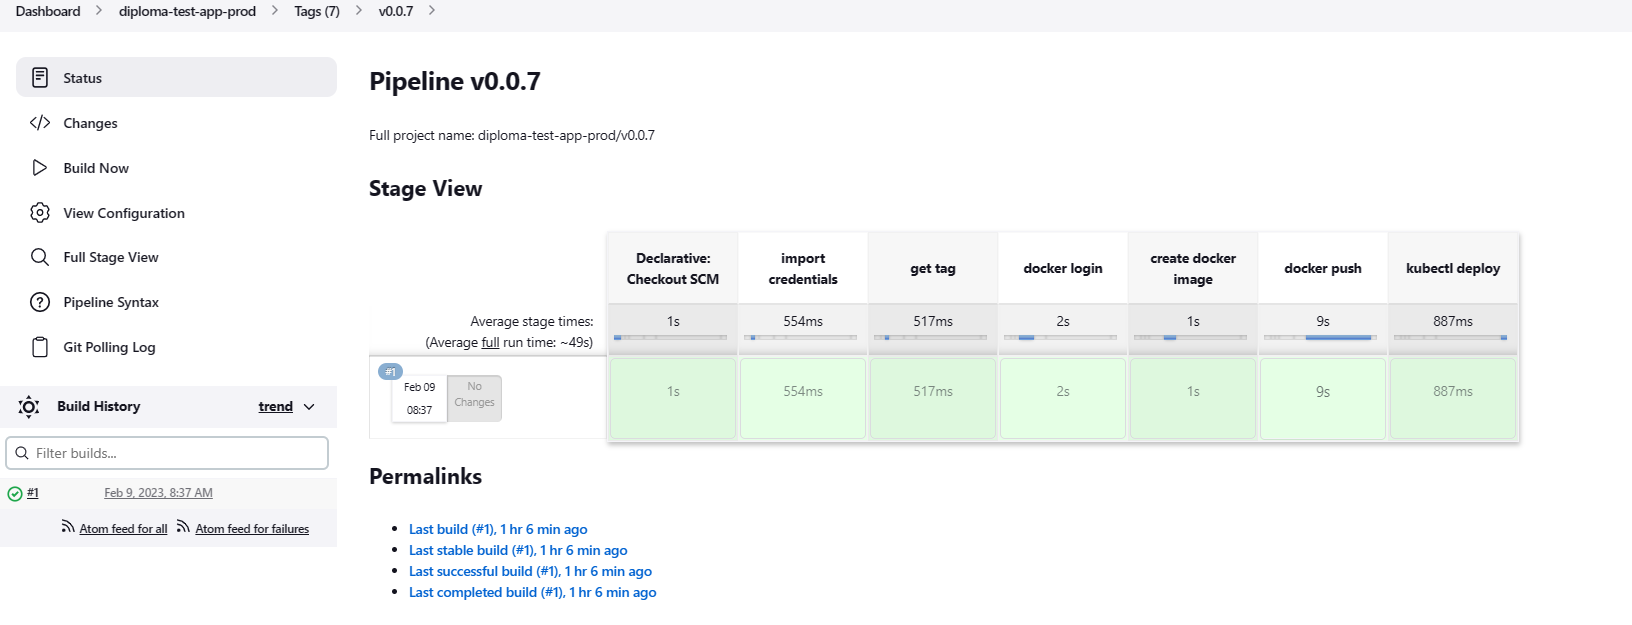 Dashboard > diploma-test-app-prod > Tags (7) > v0.0.7 >
Status
Changes
Build Now
View Configuration
Full Stage View
Pipeline Syntax
Git Polling Log
Build History trend
Filter builds...
#1 Feb 9, 2023, 8:37 AM
Atom feed for all Atom feed for failures
Pipeline v0.0.7
Full project name: diploma-test-app-prod/v0.0.7
Stage View
Declarative:
Checkout SCM
import
credentials
get tag
docker login
create docker
image
docker push
kubectl deploy
Average stage times:
(Average full run time: ~49s)
1s 554ms 517ms 2s 1s 9s 887ms
#1
Feb 09
08:37
No
Changes
1s 554ms 517ms 2s 1s 9s 887ms
Permalinks
• Last build (#1), 1 hr 6 min ago
• Last stable build (#1), 1 hr 6 min ago
• Last successful build (#1), 1 hr 6 min ago
• Last completed build (#1), 1 hr 6 min ago